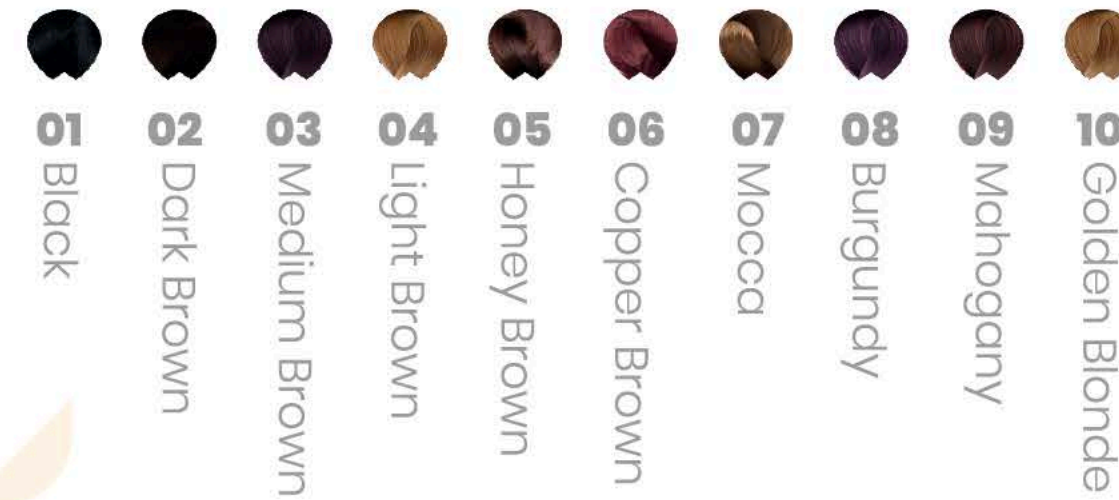 01 Black
02 Dark Brown
03 Medium Brown
04 Light Brown
05 Honey Brown
06 Copper Brown
07 Mocca
08 Burgundy
09 Mahogany
10 Golden Blonde